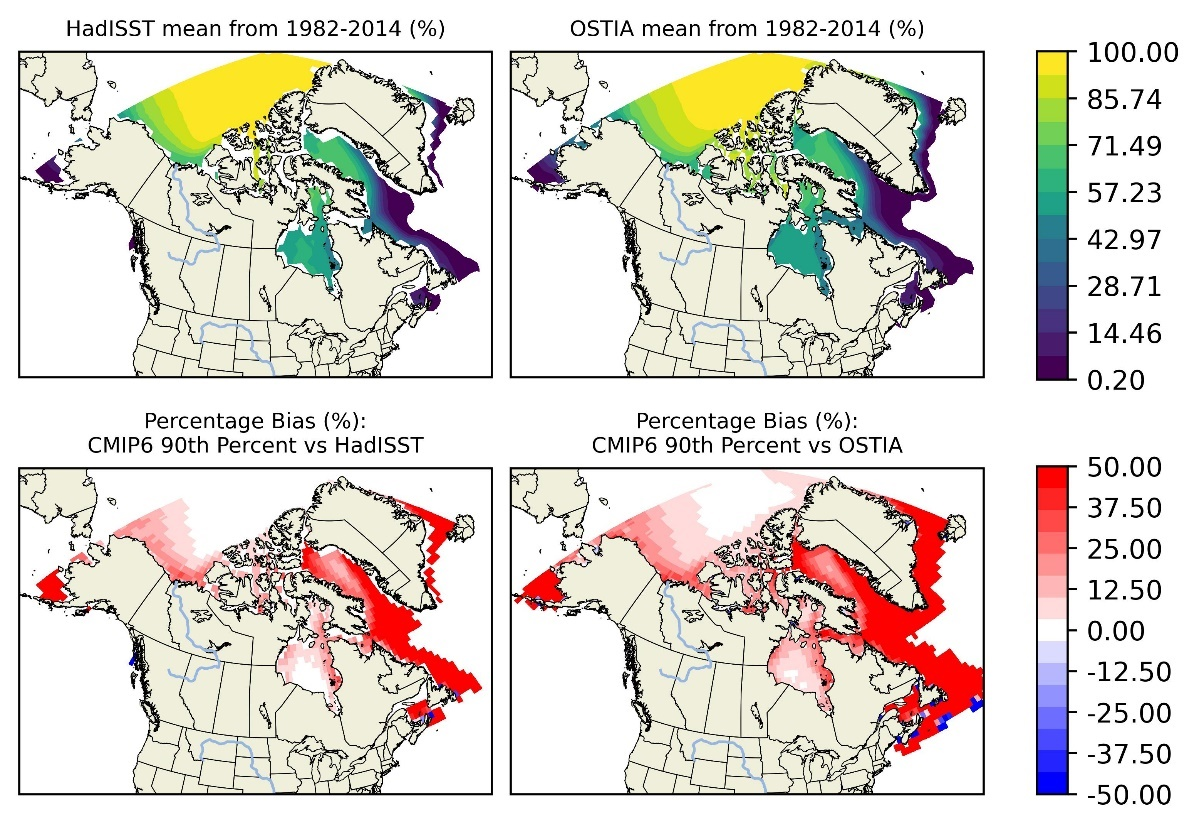 HadISST mean from 1982-2014 (%)
OSTIA mean from 1982-2014 (%)
100.00
85.74
71.49
57.23
42.97
28.71
14.46
0.20
Percentage Bias (%):
CMIP6 90th Percent vs HadISST
Percentage Bias (%):
CMIP6 90th Percent vs OSTIA
50.00
37.50
25.00
12.50
0.00
-12.50
-25.00
-37.50
-50.00